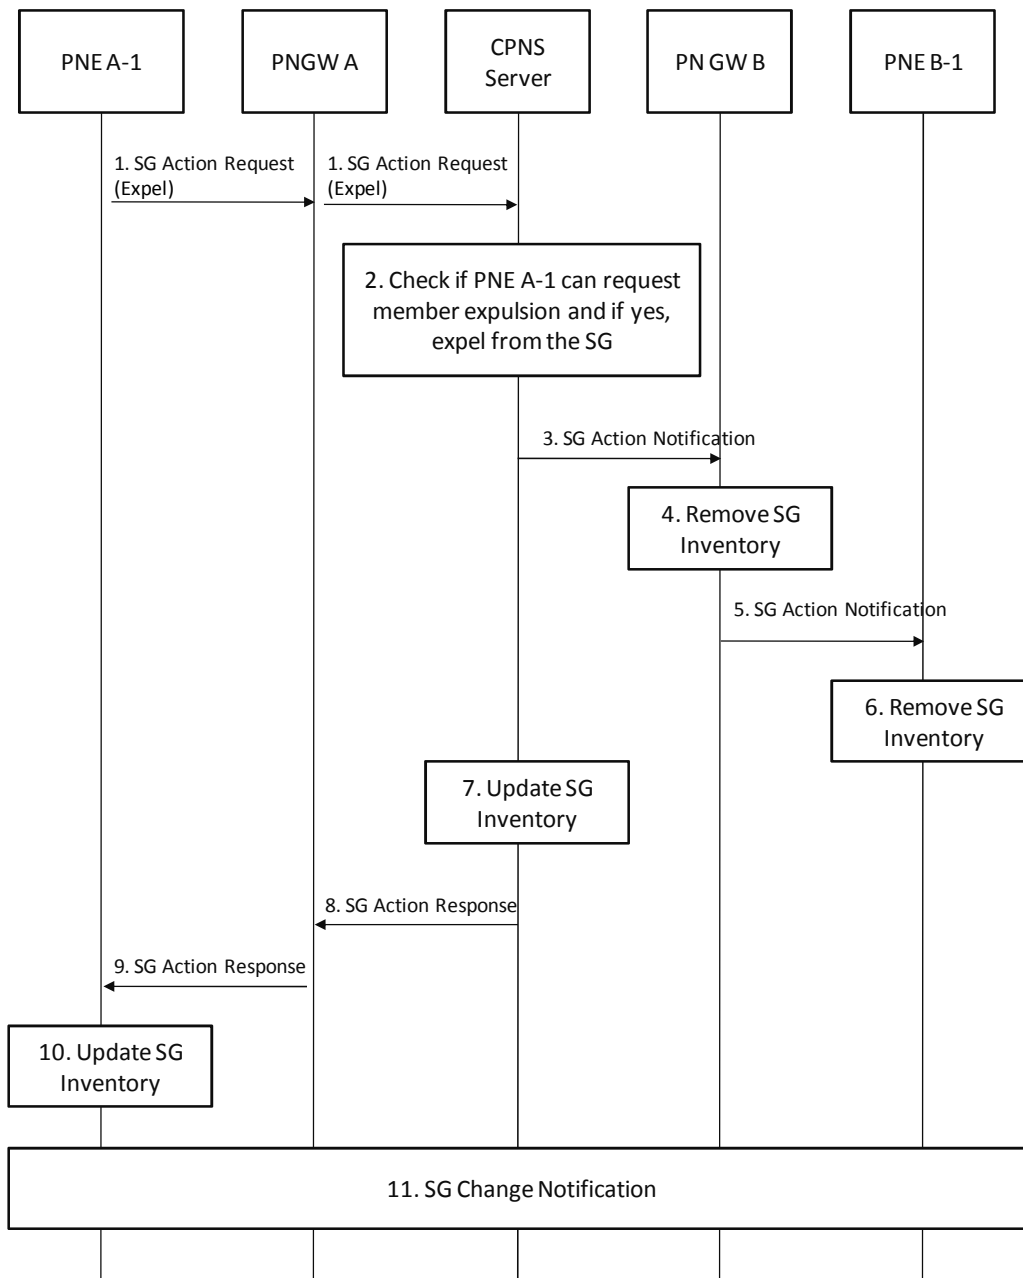 PNE A-1
PNGW A
CPNS
Server
PN GW B
PNE B-1
1. SG Action Request
(Expel)
1. SG Action Request
(Expel)
2. Check if PNE A-1 can request
member expulsion and if yes,
expel from the SG
3. SG Action Notification
4. Remove SG
Inventory
5. SG Action Notification
6. Remove SG
Inventory
7. Update SG
Inventory
8. SG Action Response
9. SG Action Response
10. Update SG
Inventory
11. SG Change Notification